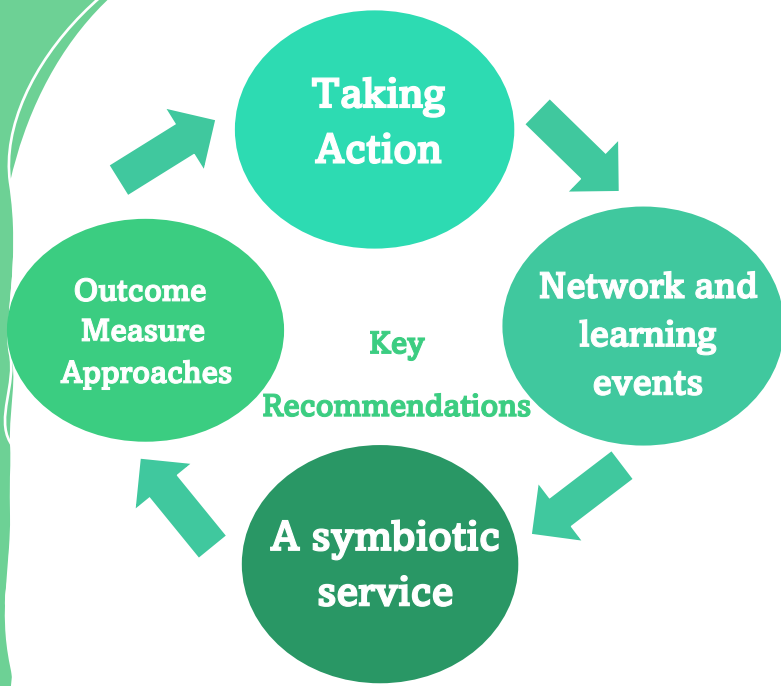 Taking
Action
Network and
learning
events
Outcome
Measure
Approaches
Key
Recommendations
A symbiotic
service